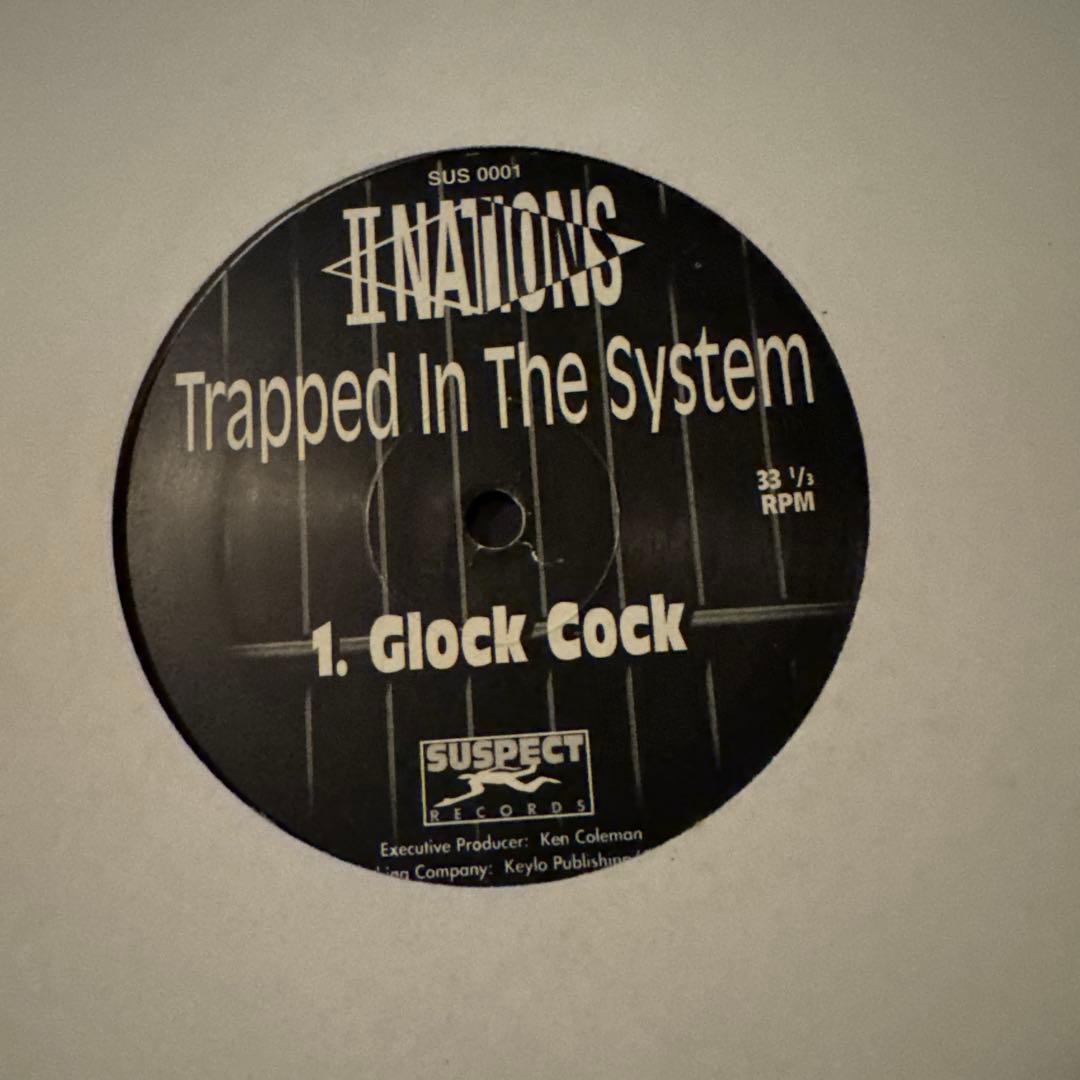 SUS 0001
II NATIONS
Trapped In The System
33 1/3
RPM
1. Glock Cock
SUSPECT
RECORDS
Executive Producer: Ken Coleman
Company: Keylo Publishing